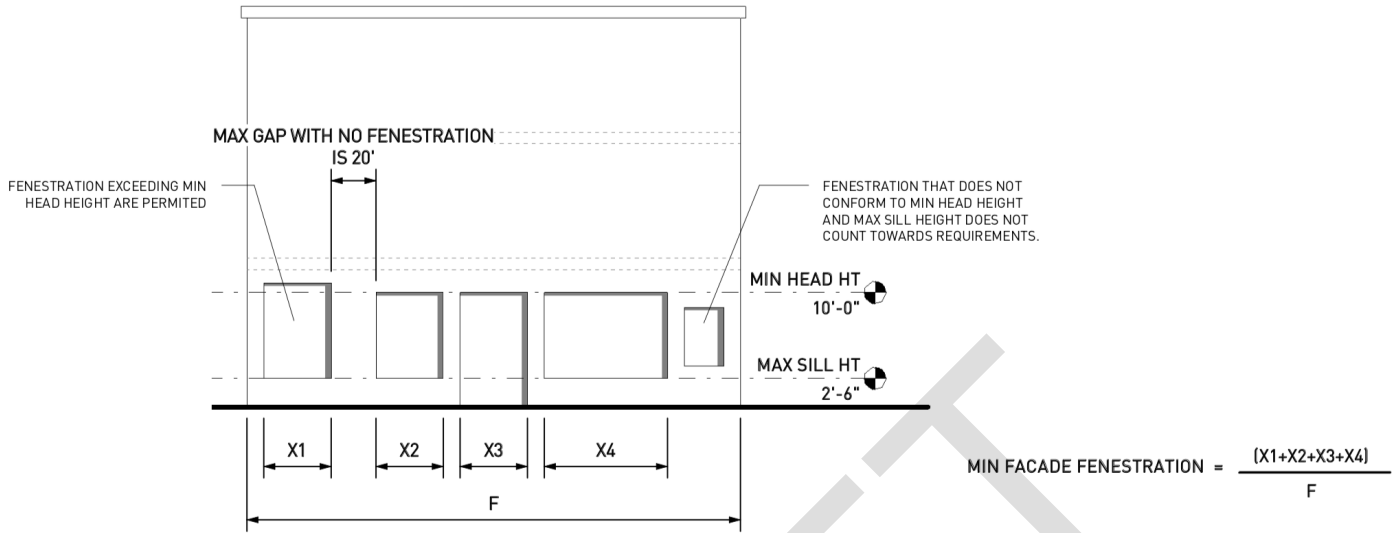 MAX GAP WITH NO FENESTRATION
IS 20'
FENESTRATION EXCEEDING MIN
HEAD HEIGHT ARE PERMITED
FENESTRATION THAT DOES NOT
CONFORM TO MIN HEAD HEIGHT
AND MAX SILL HEIGHT DOES NOT
COUNT TOWARDS REQUIREMENTS.
MIN HEAD HT
10'-0"
MAX SILL HT
2'-6"
X1 X2 X3 X4
F
MIN FACADE FENESTRATION = (X1+X2+X3+X4)
F